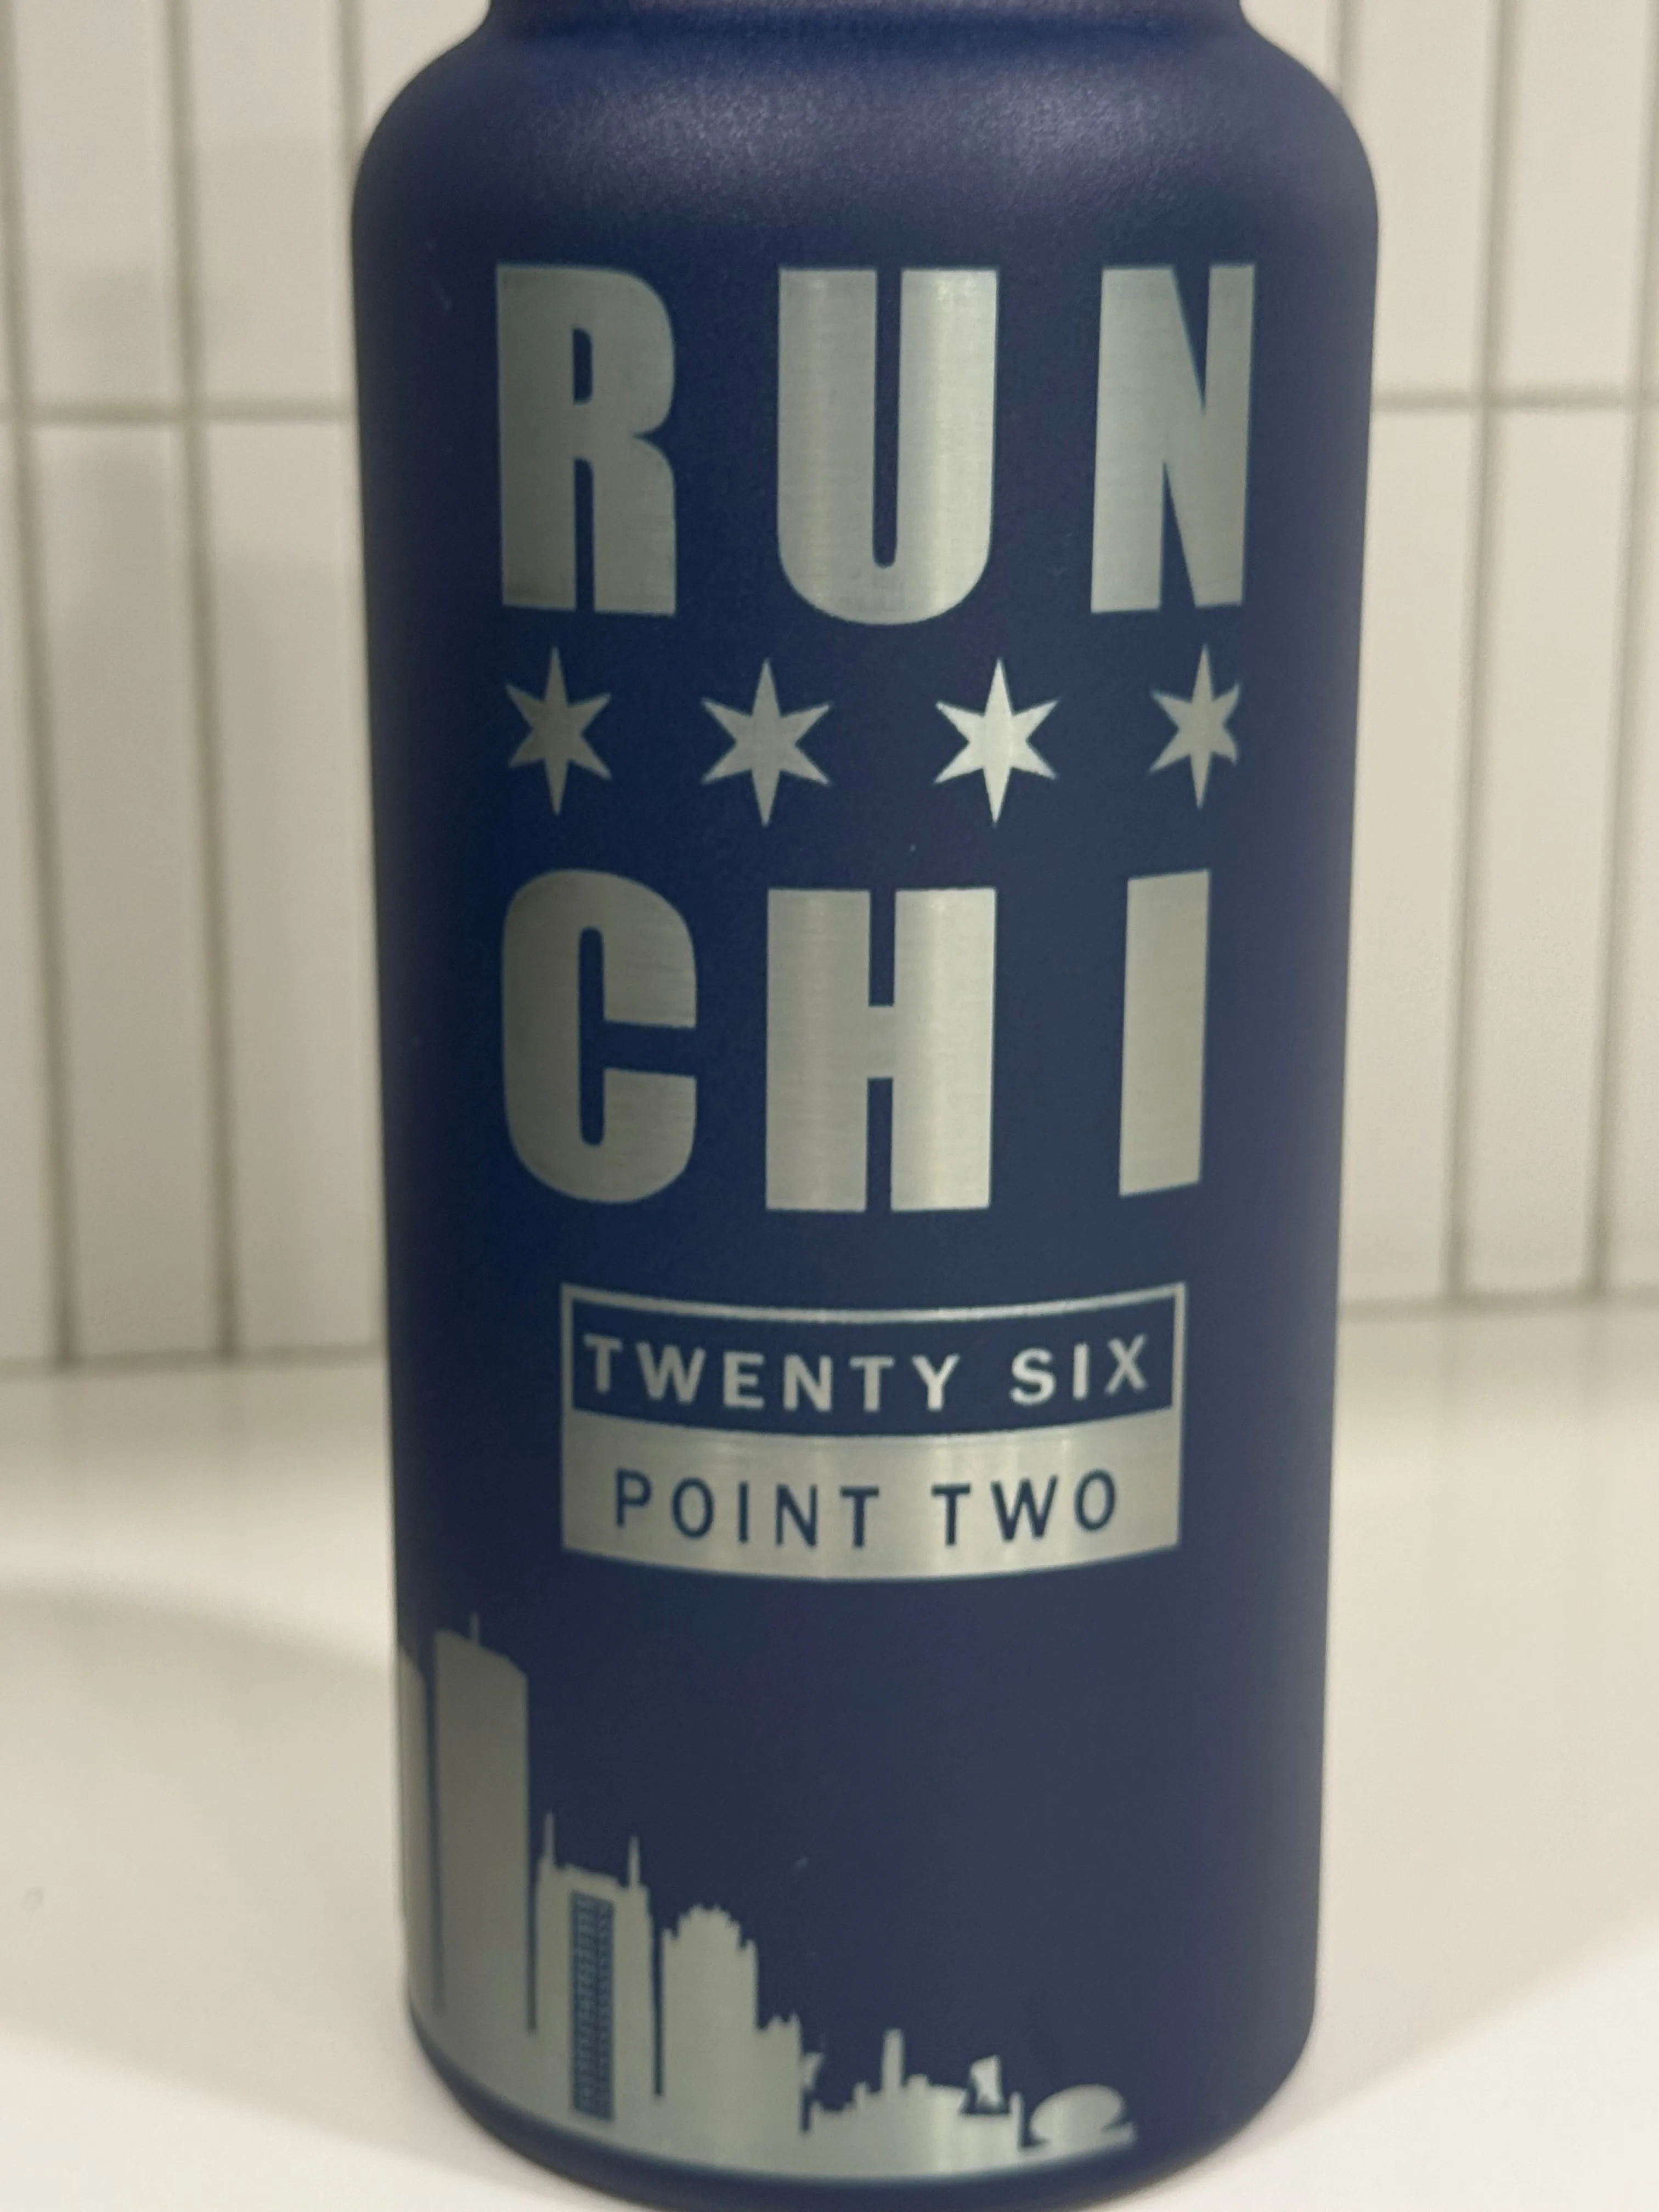 RUN
CHI
TWENTY SIX
POINT TWO